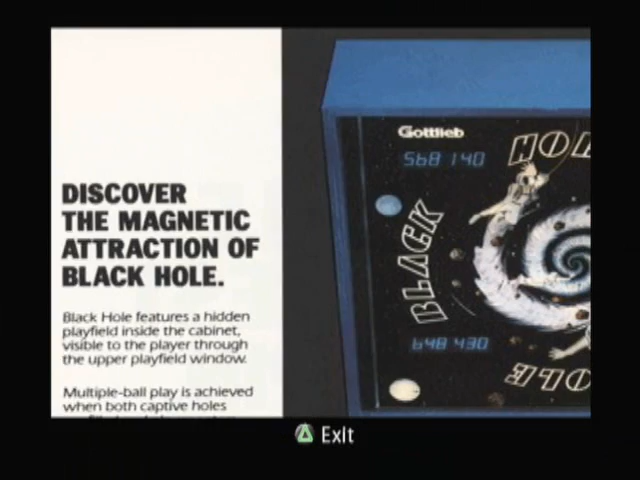 DISCOVER
THE MAGNETIC
ATTRACTION OF
BLACK HOLE.
Black Hole features a hidden
playfield inside the cabinet,
visible to the player through
the upper playfield window.
Multiple-ball play is achieved
when both captive holes
Gottlieb
568 140
BLACK
648 430
HOLE
Exit